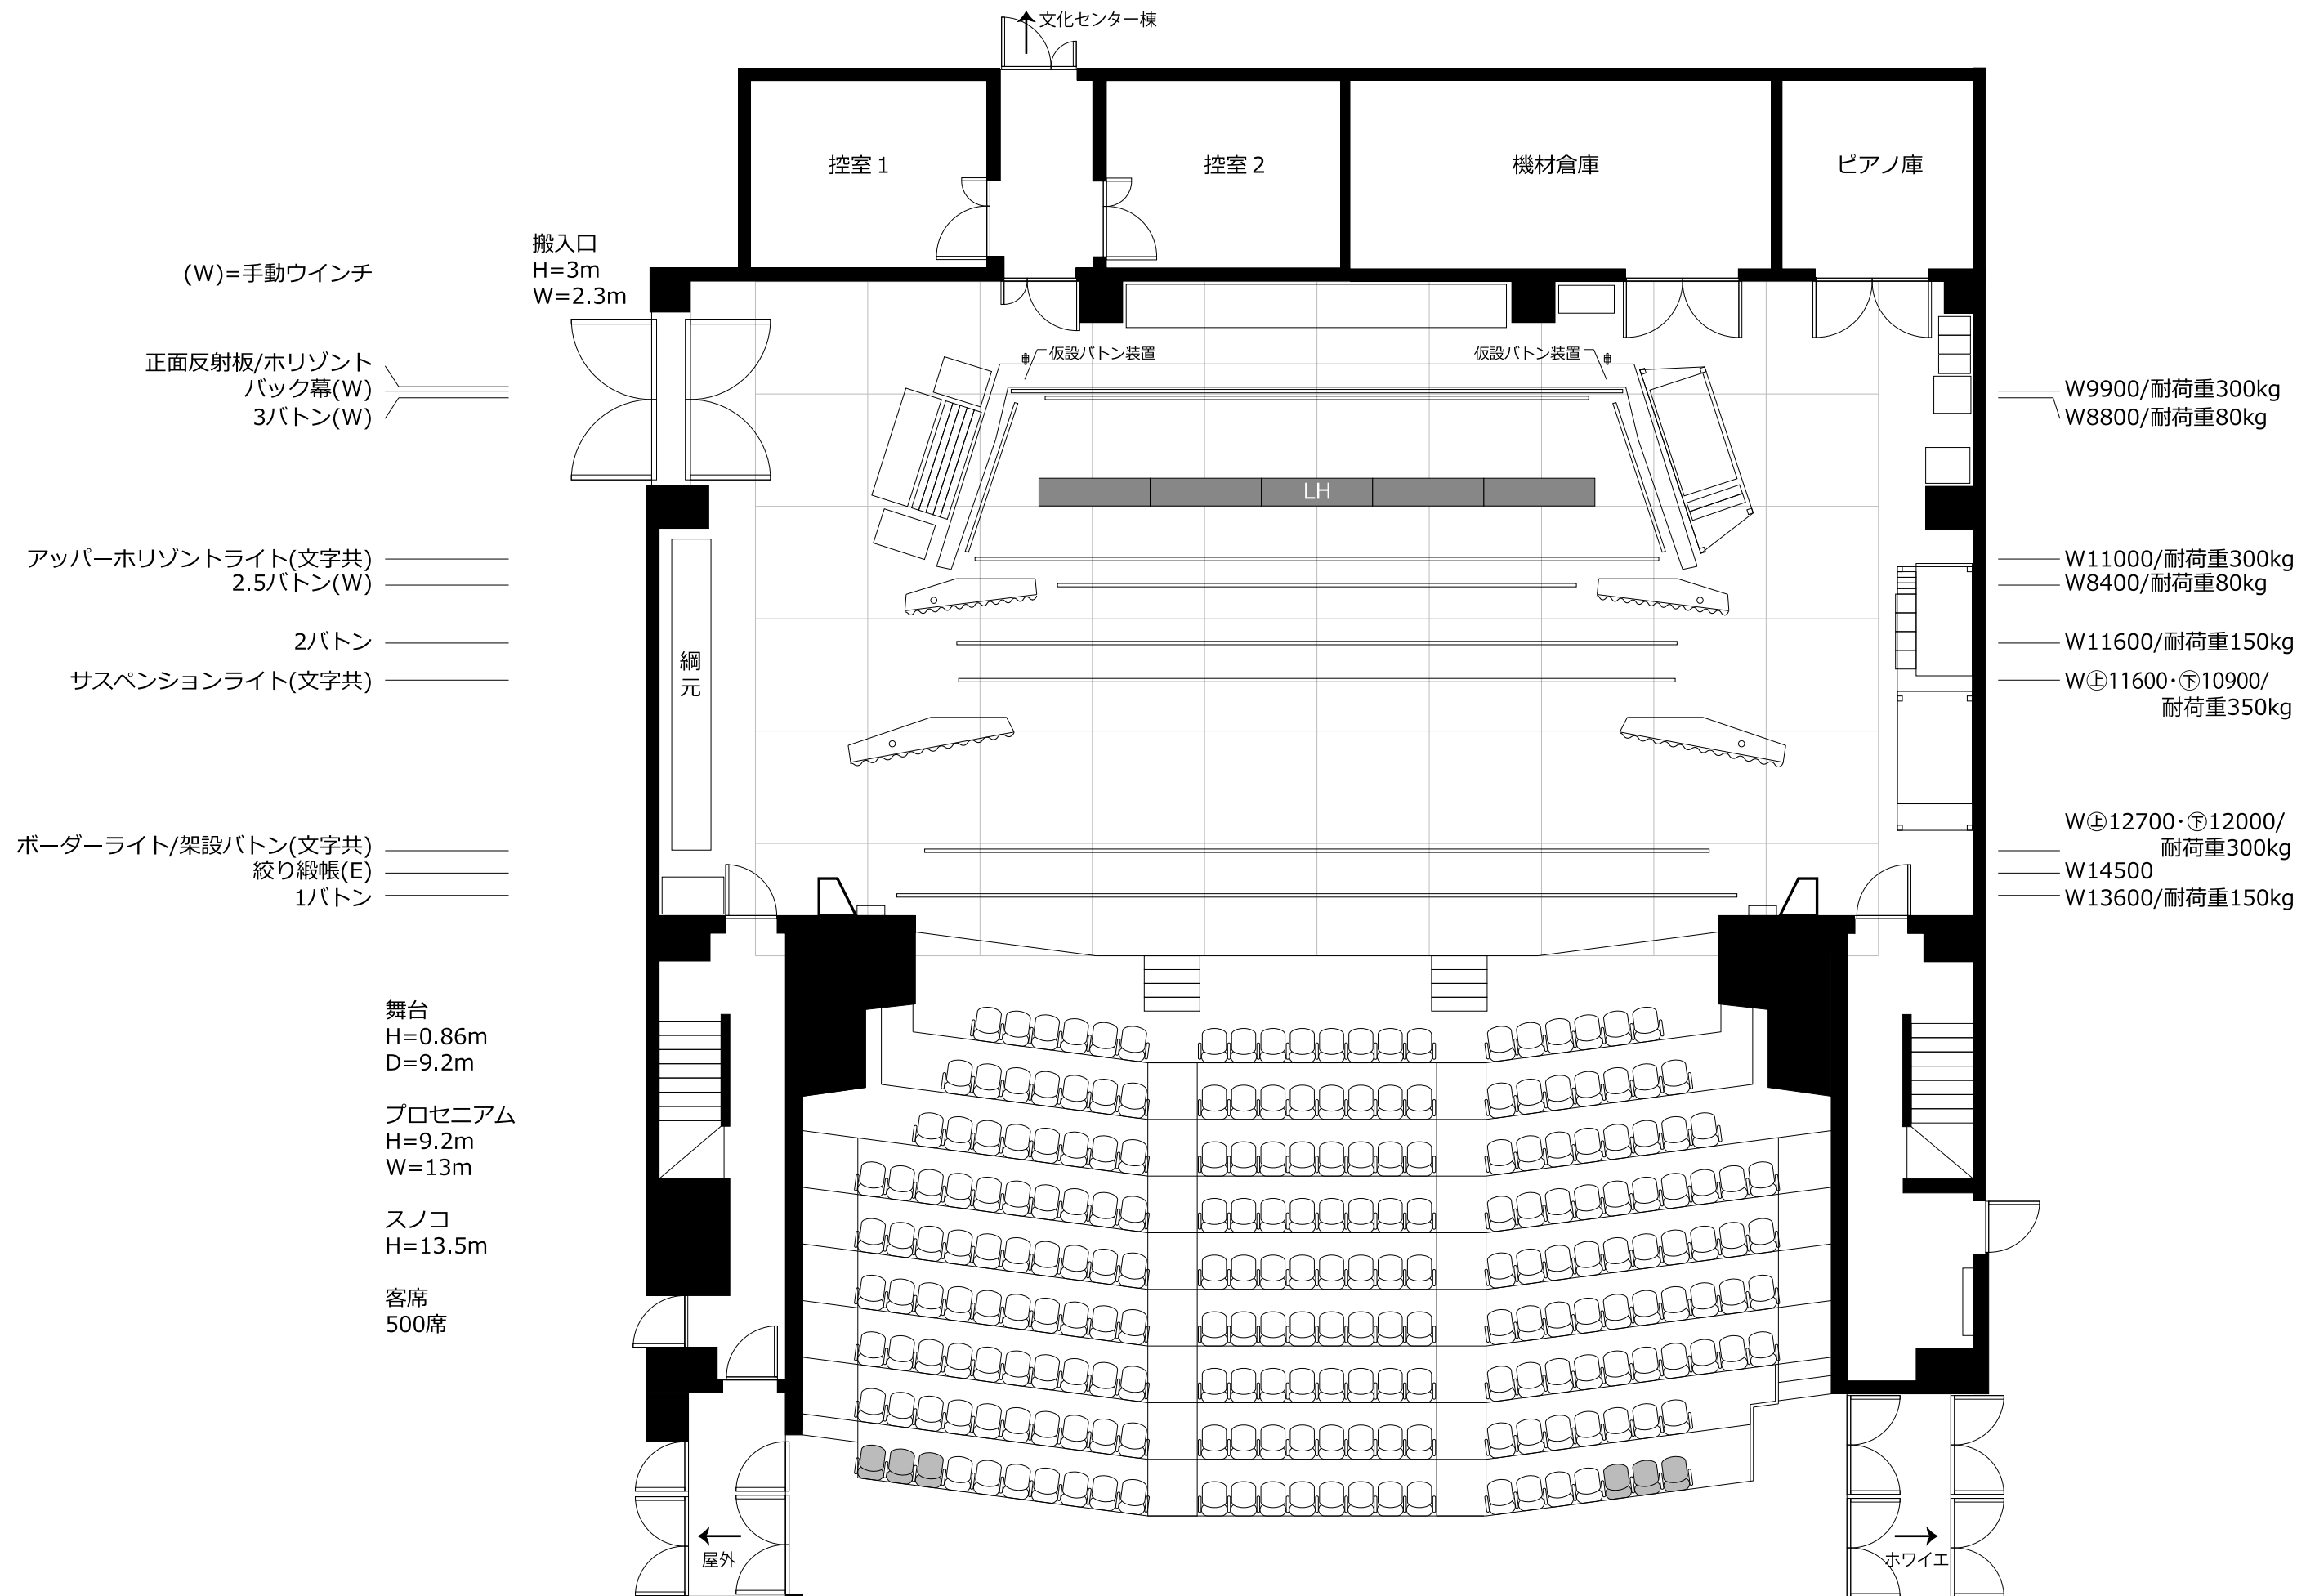 文化センター棟
控室1
控室2
機材倉庫
ピアノ庫
搬入口
H=3m
W=2.3m
(W)=手動ウインチ
仮設バトン装置
仮設バトン装置
正面反射板/ホリゾント
バック幕(W)
3バトン(W)
W9900/耐荷重300kg
W8800/耐荷重80kg
LH
アッパーホリゾントライト(文字共)
2.5バトン(W)
W11000/耐荷重300kg
W8400/耐荷重80kg
2バトン
W11600/耐荷重150kg
綱元
サスペンションライト(文字共)
W㊤11600・㊦10900/
耐荷重350kg
ボーダーライト/架設バトン(文字共)
絞り緞帳(E)
1バトン
W㊤12700・㊦12000/
耐荷重300kg
W14500
W13600/耐荷重150kg
舞台
H=0.86m
D=9.2m
プロセニアム
H=9.2m
W=13m
スノコ
H=13.5m
客席
500席
屋外
ホワイエ